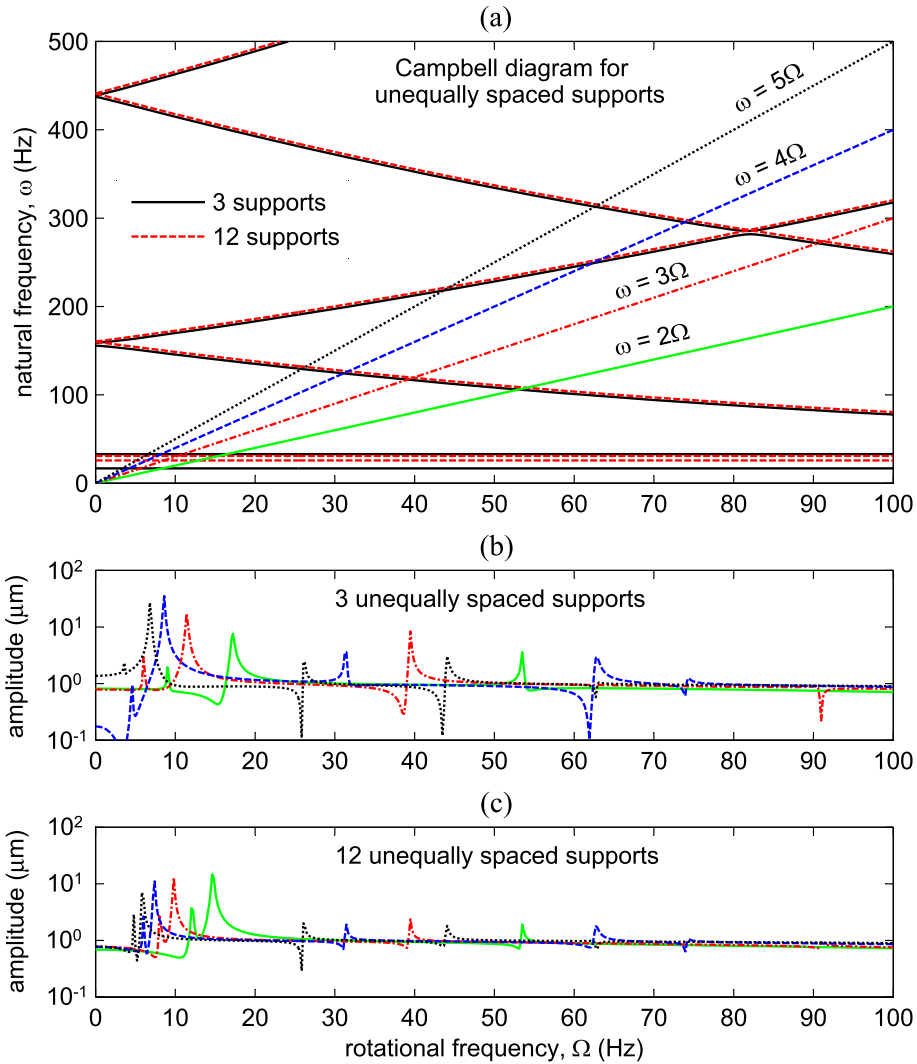 (a)
500
400
300
200
100
0
natural frequency, ω (Hz)
Campbell diagram for
unequally spaced supports
3 supports
12 supports
ω = 5Ω
ω = 4Ω
ω = 3Ω
ω = 2Ω
0 10 20 30 40 50 60 70 80 90 100
(b)
10²
10¹
10⁰
10⁻¹
amplitude (μm)
3 unequally spaced supports
0 10 20 30 40 50 60 70 80 90 100
(c)
10²
10¹
10⁰
10⁻¹
amplitude (μm)
12 unequally spaced supports
0 10 20 30 40 50 60 70 80 90 100
rotational frequency, Ω (Hz)